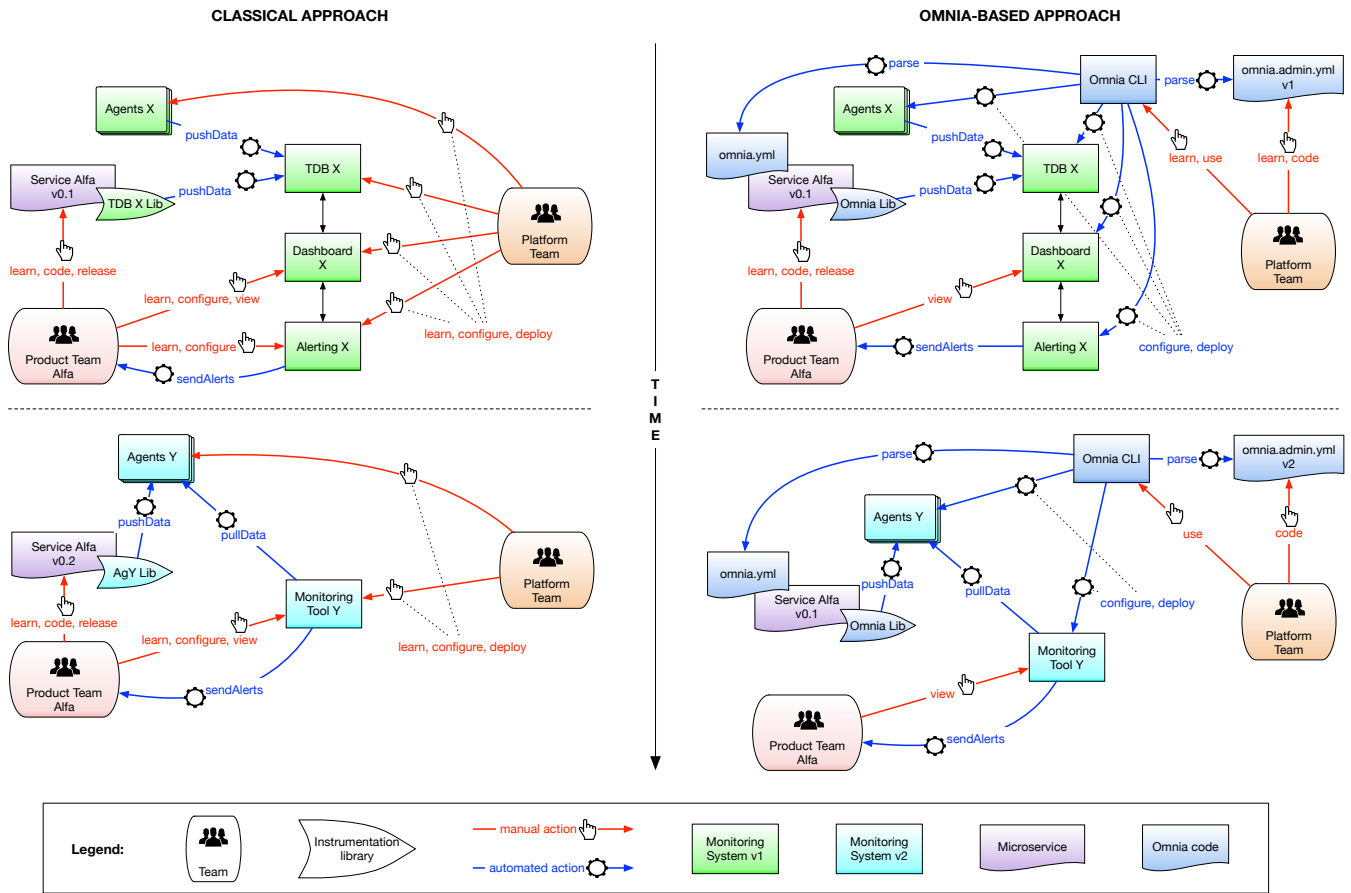 CLASSICAL APPROACH
OMNIA-BASED APPROACH
Agents X
pushData
Service Alfa
v0.1
TDB X Lib
pushData
TDB X
Platform
Team
learn, code, release
Dashboard
X
learn, configure, view
learn, configure, deploy
Product Team
Alfa
learn, configure
Alerting X
sendAlerts
parse
Omnia CLI
parse
omnia.admin.yml
v1
Agents X
pushData
omnia.yml
Service Alfa
v0.1
Omnia Lib
pushData
TDB X
learn, use
learn, code
Platform
Team
learn, code, release
Dashboard
X
view
Product Team
Alfa
sendAlerts
Alerting X
configure, deploy
T
I
M
E
Agents Y
pushData
pullData
Service Alfa
v0.2
AgY Lib
Monitoring
Tool Y
Platform
Team
learn, code, release
learn, configure, view
learn, configure, deploy
Product Team
Alfa
sendAlerts
parse
Omnia CLI
parse
omnia.admin.yml
v2
Agents Y
use
code
omnia.yml
pushData
pullData
Service Alfa
v0.1
Omnia Lib
configure, deploy
Platform
Team
Monitoring
Tool Y
view
Product Team
Alfa
sendAlerts
Legend:
Team
Instrumentation
library
manual action
automated action
Monitoring
System v1
Monitoring
System v2
Microservice
Omnia code